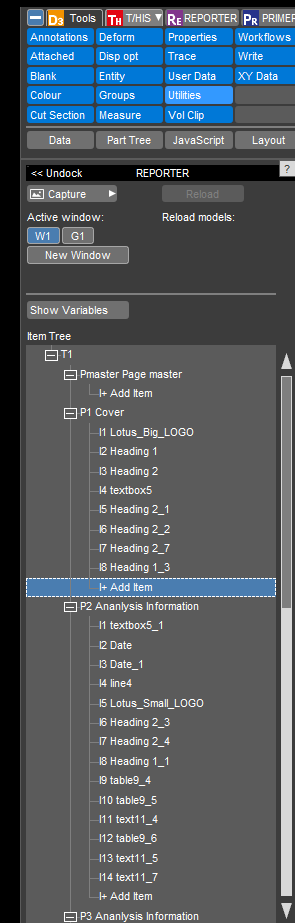 D3 Tools TH T/HIS RE REPORTER PR PRIMER
Annotations Deform Properties Workflows
Attached Disp opt Trace Write
Blank Entity User Data XY Data
Colour Groups Utilities
Cut Section Measure Vol Clip
Data Part Tree JavaScript Layout
?
<< Undock REPORTER
Capture Reload
Active window: Reload models:
W1 G1
New Window
Show Variables
Item Tree
T1
Pmaster Page master
I+ Add Item
P1 Cover
I1 Lotus_Big_LOGO
I2 Heading 1
I3 Heading 2
I4 textbox5
I5 Heading 2_1
I6 Heading 2_2
I7 Heading 2_7
I8 Heading 1_3
I+ Add Item
P2 Ananlysis Information
I1 textbox5_1
I2 Date
I3 Date_1
I4 line4
I5 Lotus_Small_LOGO
I6 Heading 2_3
I7 Heading 2_4
I8 Heading 1_1
I9 table9_4
I10 table9_5
I11 text11_4
I12 table9_6
I13 text11_5
I14 text11_7
I+ Add Item
P3 Ananlysis Information